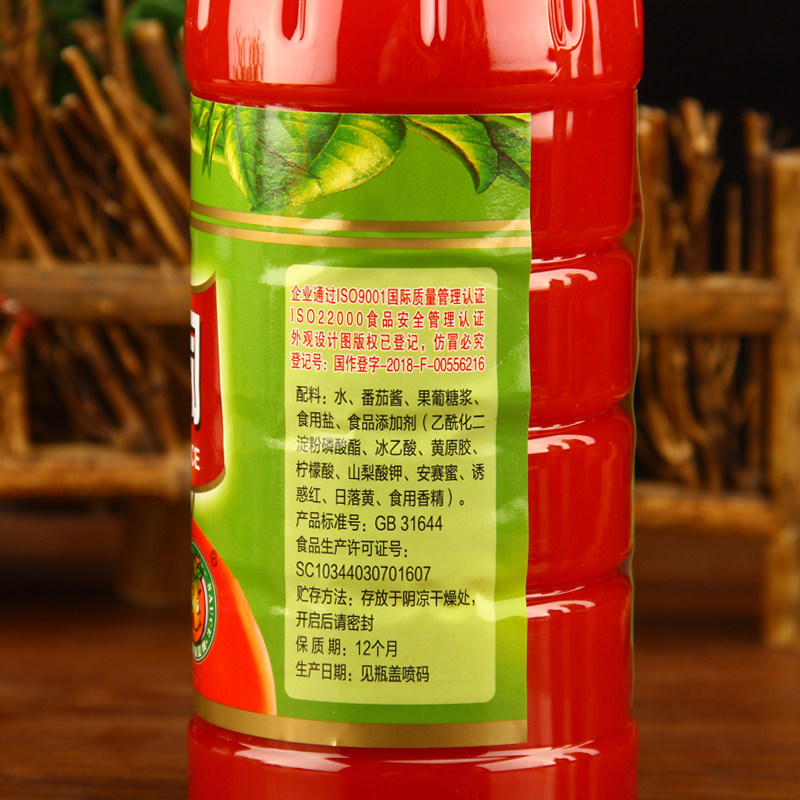 司
CE
®
企业通过ISO9001国际质量管理认证
ISO22000食品安全管理认证
外观设计图版权已登记，仿冒必究
登记号：国作登字-2018-F-00556216
配料：水、番茄酱、果葡糖浆、
食用盐、食品添加剂（乙酰化二
淀粉磷酸酯、冰乙酸、黄原胶、
柠檬酸、山梨酸钾、安赛蜜、诱
惑红、日落黄、食用香精）。
产品标准号：GB 31644
食品生产许可证号：
SC10344030701607
贮存方法：存放于阴凉干燥处，
开启后请密封
保质期：12个月
生产日期：见瓶盖喷码